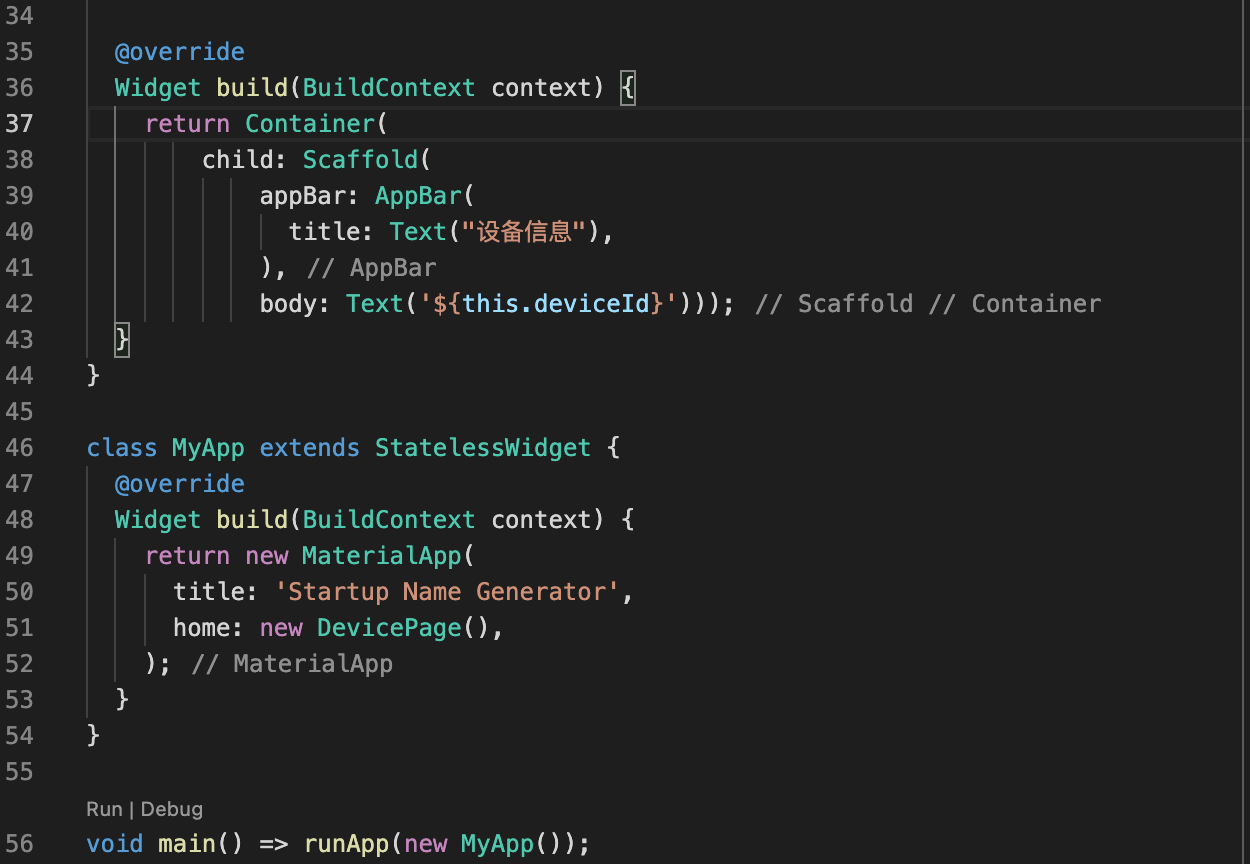 34
35 @override
36 Widget build(BuildContext context) {
37 return Container(
38 child: Scaffold(
39 appBar: AppBar(
40 title: Text("设备信息"),
41 ), // AppBar
42 body: Text('${this.deviceId}'))); // Scaffold // Container
43 }
44 }
45
46 class MyApp extends StatelessWidget {
47 @override
48 Widget build(BuildContext context) {
49 return new MaterialApp(
50 title: 'Startup Name Generator',
51 home: new DevicePage(),
52 ); // MaterialApp
53 }
54 }
55
Run | Debug
56 void main() => runApp(new MyApp());